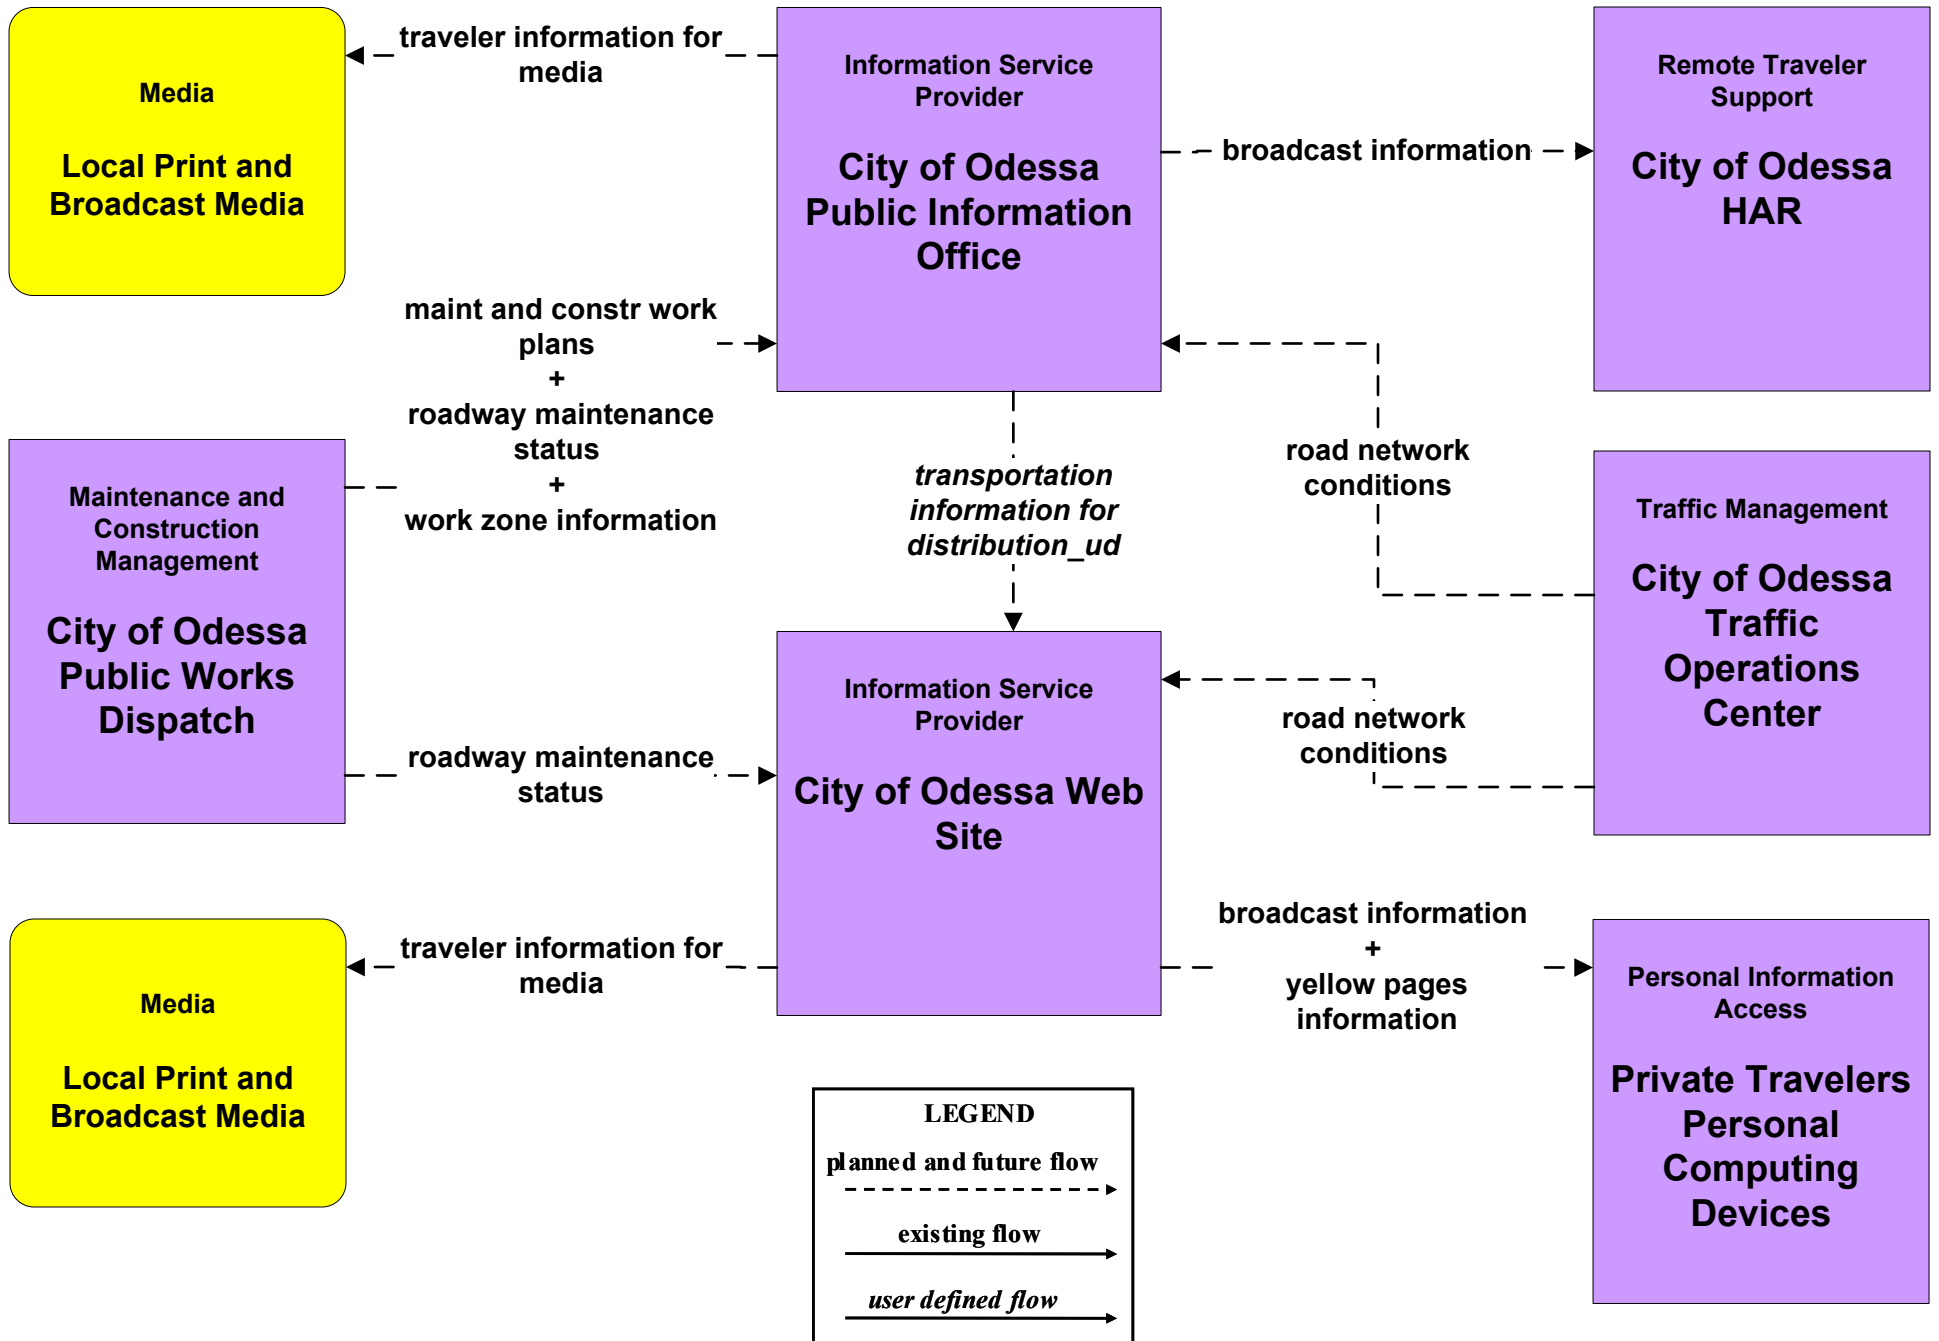 Media
Local Print and
Broadcast Media
traveler information for
media
Information Service
Provider
City of Odessa
Public Information
Office
broadcast information
Remote Traveler
Support
City of Odessa
HAR
maint and constr work
plans
+
roadway maintenance
status
+
work zone information
Maintenance and
Construction
Management
City of Odessa
Public Works
Dispatch
transportation
information for
distribution_ud
road network
conditions
Traffic Management
City of Odessa
Traffic
Operations
Center
road network
conditions
roadway maintenance
status
Information Service
Provider
City of Odessa Web
Site
Media
Local Print and
Broadcast Media
traveler information for
media
broadcast information
+
yellow pages
information
Personal Information
Access
Private Travelers
Personal
Computing
Devices
LEGEND
planned and future flow
existing flow
user defined flow